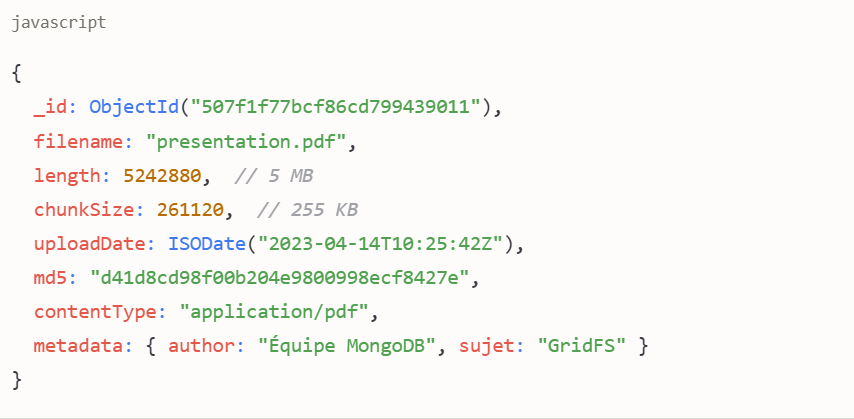 javascript
{
  _id: ObjectId("507f1f77bcf86cd799439011"),
  filename: "presentation.pdf",
  length: 5242880,  // 5 MB
  chunkSize: 261120,  // 255 KB
  uploadDate: ISODate("2023-04-14T10:25:42Z"),
  md5: "d41d8cd98f00b204e9800998ecf8427e",
  contentType: "application/pdf",
  metadata: { author: "Équipe MongoDB", sujet: "GridFS" }
}